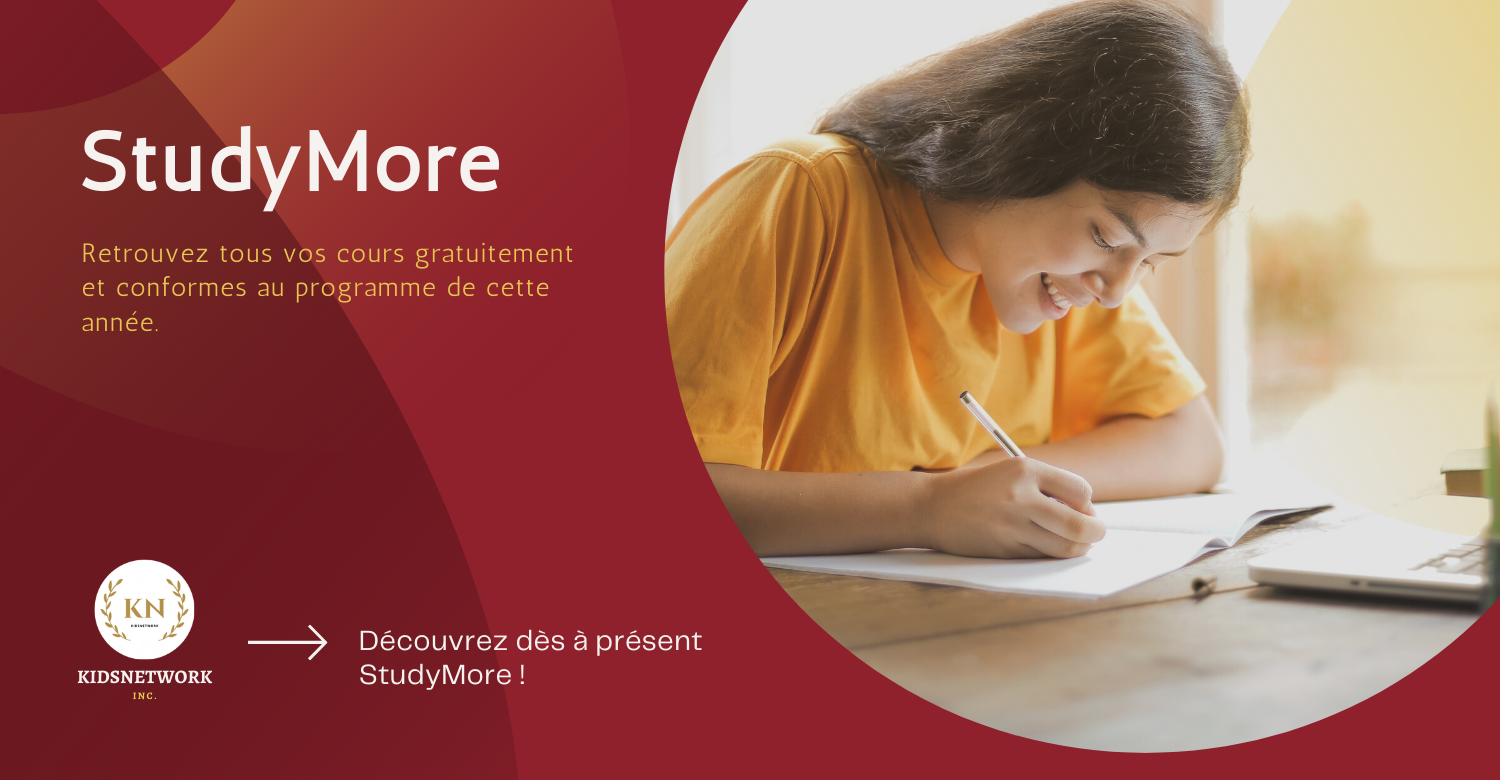 StudyMore
Retrouvez tous vos cours gratuitement
et conformes au programme de cette
année.
KN
KIDSNETWORK
KIDSNETWORK
INC.
Découvrez dès à présent
StudyMore !